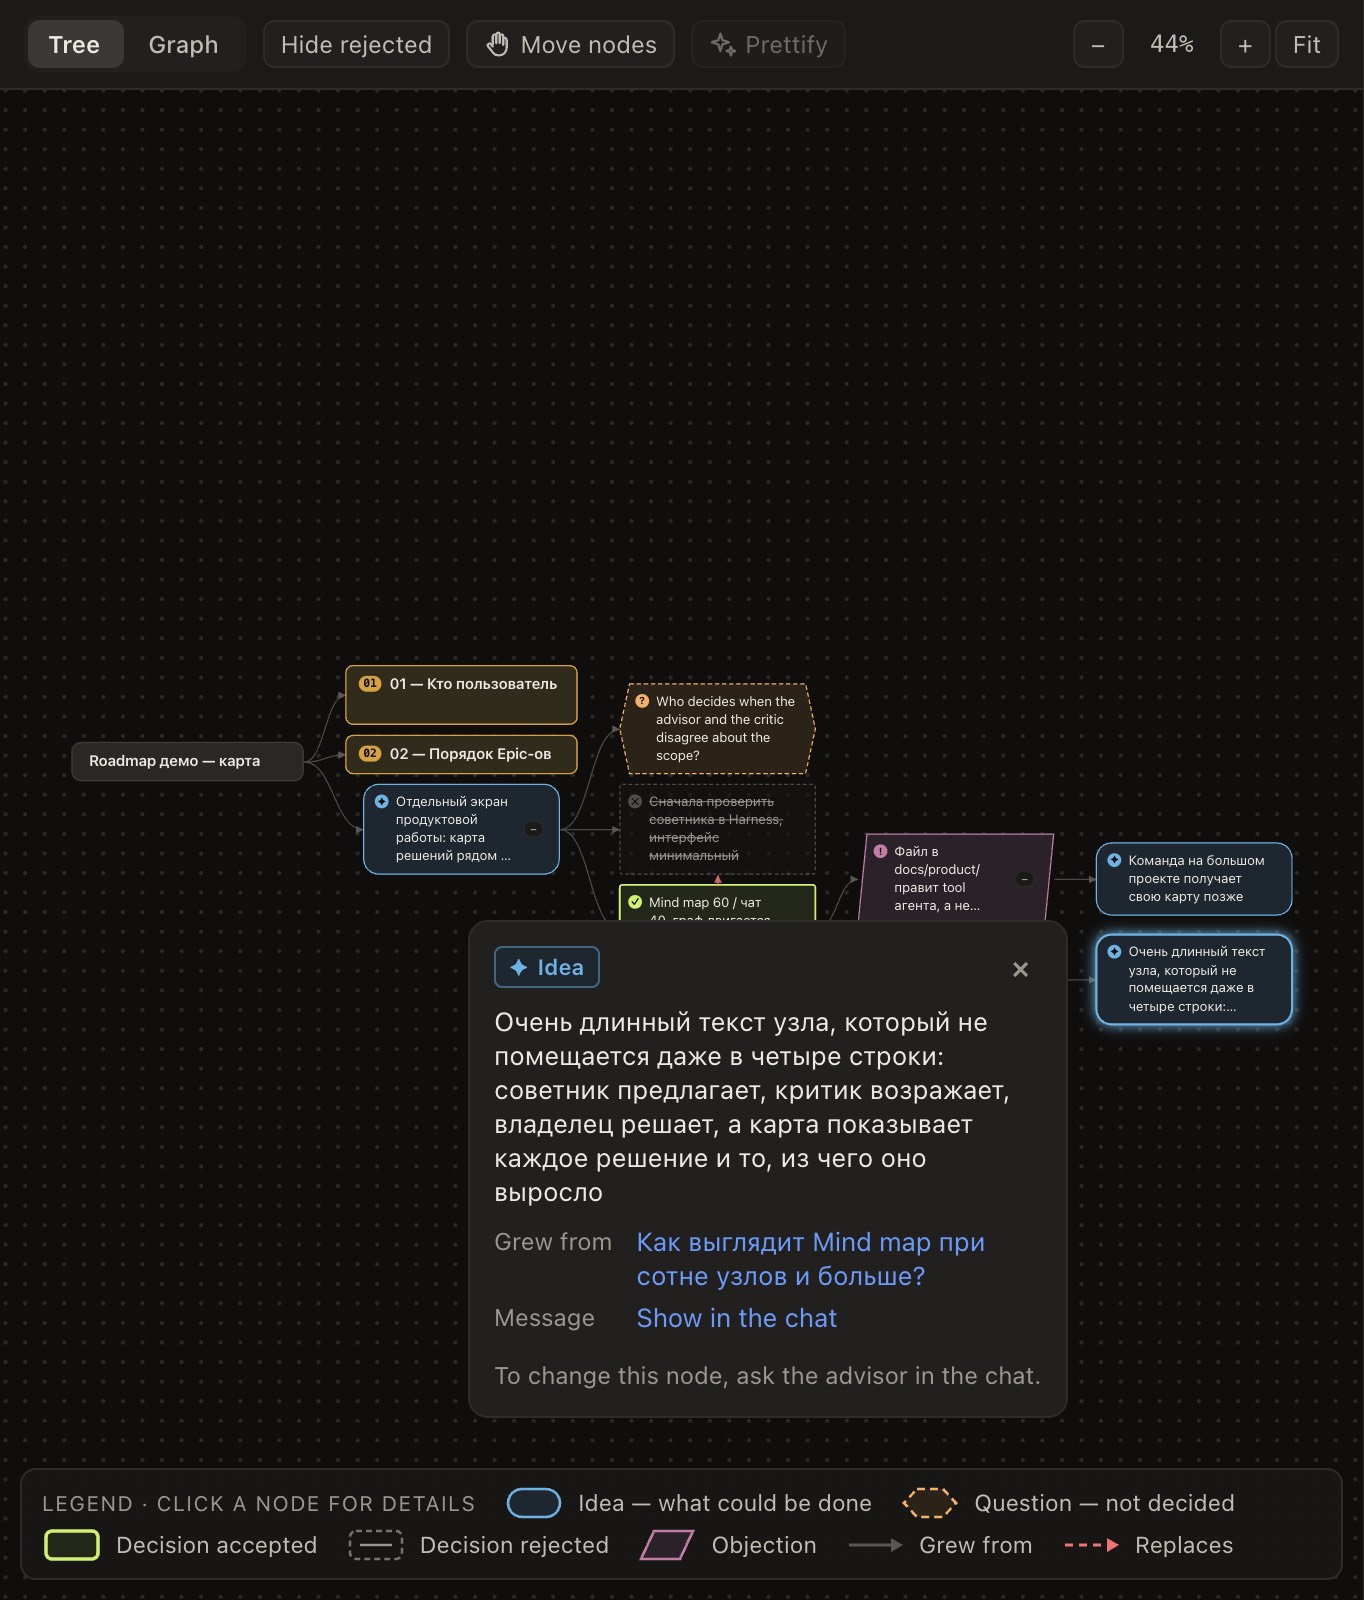 Tree
Graph
Hide rejected
Move nodes
Prettify
−
44%
+
Fit
Roadmap демо — карта
01
01 — Кто пользователь
02
02 — Порядок Epic-ов
Отдельный экран
продуктовой
работы: карта
решений рядом ...
−
?
Who decides when the
advisor and the critic
disagree about the
scope?
Сначала проверить
советника в Harness,
интерфейс
минимальный
Mind map 60 / чат
40, граф двигается
!
Файл в
docs/product/
правит tool
агента, а не...
−
Команда на большом
проекте получает
свою карту позже
Очень длинный текст
узла, который не
помещается даже в
четыре строки:...
Idea
×
Очень длинный текст узла, который не
помещается даже в четыре строки:
советник предлагает, критик возражает,
владелец решает, а карта показывает
каждое решение и то, из чего оно
выросло
Grew from
Как выглядит Mind map при
сотне узлов и больше?
Message
Show in the chat
To change this node, ask the advisor in the chat.
LEGEND · CLICK A NODE FOR DETAILS
Idea — what could be done
Question — not decided
Decision accepted
Decision rejected
Objection
Grew from
Replaces